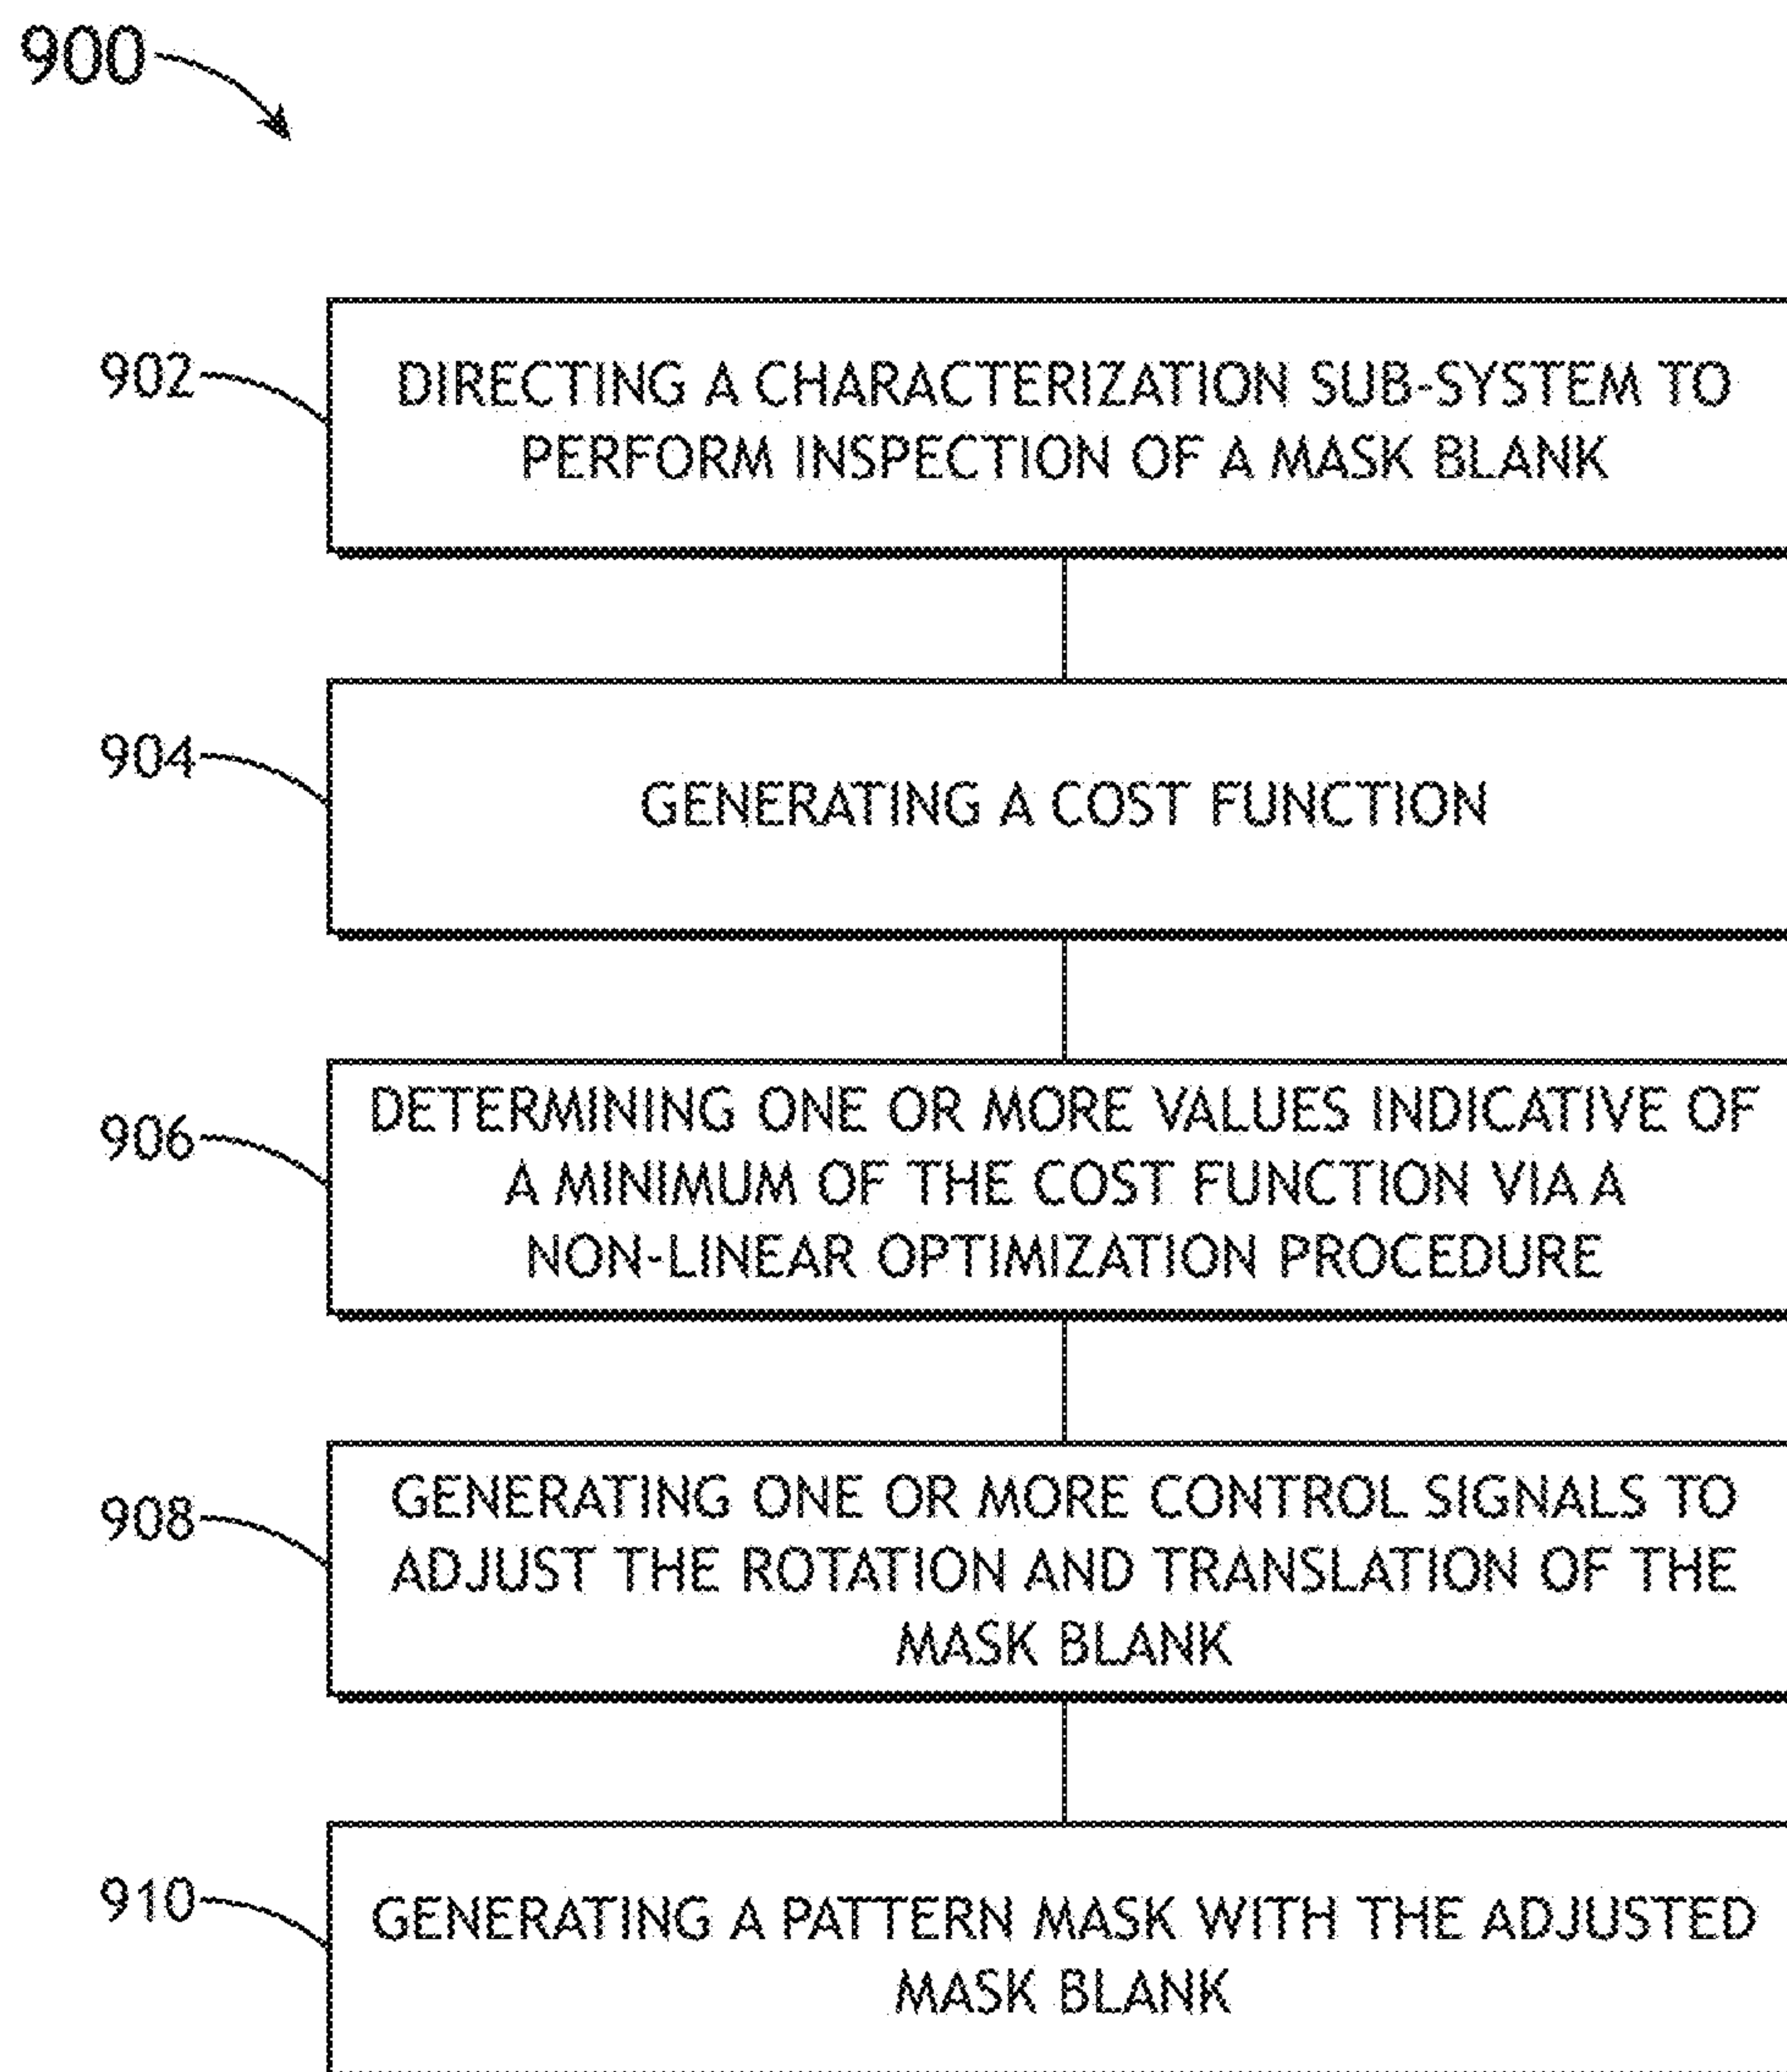 900
902
DIRECTING A CHARACTERIZATION SUB-SYSTEM TO
PERFORM INSPECTION OF A MASK BLANK
904
GENERATING A COST FUNCTION
906
DETERMINING ONE OR MORE VALUES INDICATIVE OF
A MINIMUM OF THE COST FUNCTION VIA A
NON-LINEAR OPTIMIZATION PROCEDURE
908
GENERATING ONE OR MORE CONTROL SIGNALS TO
ADJUST THE ROTATION AND TRANSLATION OF THE
MASK BLANK
910
GENERATING A PATTERN MASK WITH THE ADJUSTED
MASK BLANK